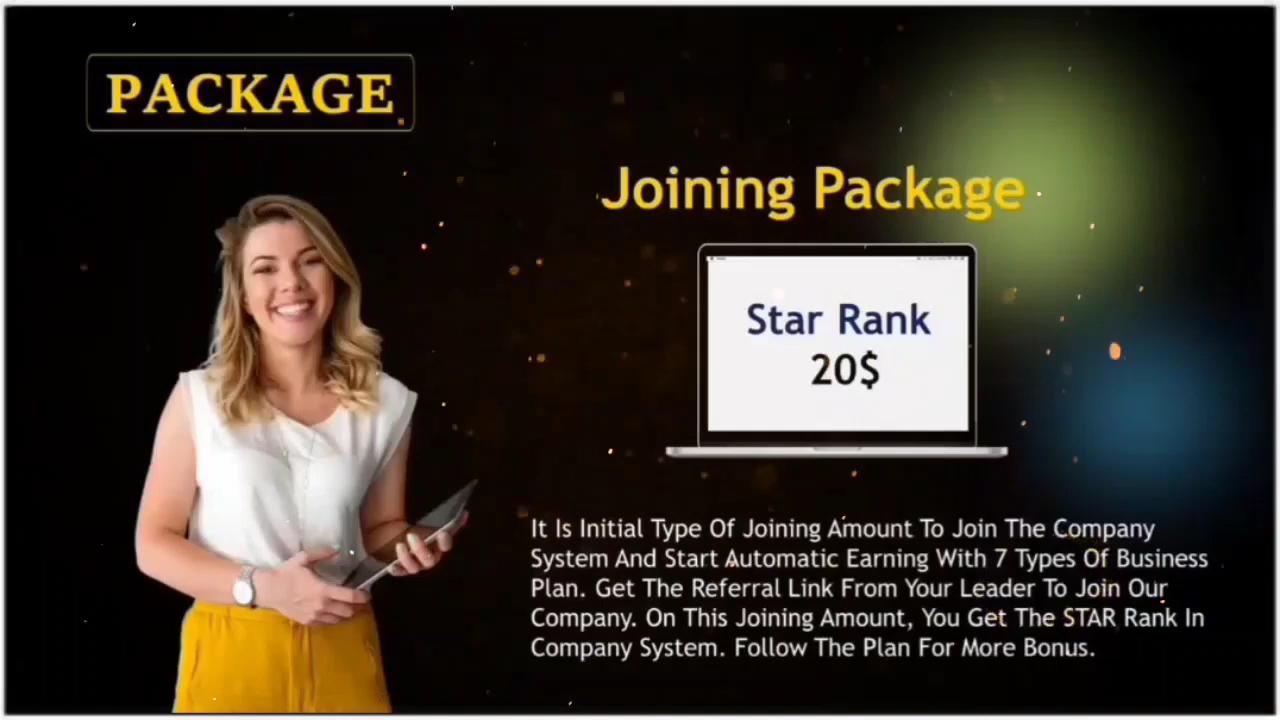 PACKAGE
Joining Package
Star Rank
20$
It Is Initial Type Of Joining Amount To Join The Company
System And Start Automatic Earning With 7 Types Of Business
Plan. Get The Referral Link From Your Leader To Join Our
Company. On This Joining Amount, You Get The STAR Rank In
Company System. Follow The Plan For More Bonus.